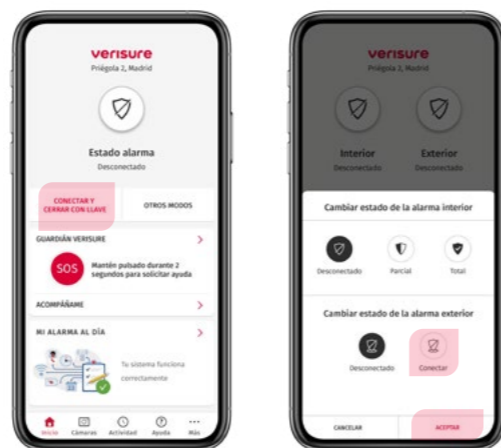 verisure
Priégola 2, Madrid
Estado alarma
Desconectado
CONECTAR Y
CERRAR CON LLAVE
OTROS MODOS
GUARDIÁN VERISURE
SOS
Mantén pulsado durante 2
segundos para solicitar ayuda
ACOMPÁÑAME
MI ALARMA AL DÍA
Tu sistema funciona
correctamente
Inicio
Cámaras
Actividad
Ayuda
Más
verisure
Priégola 2, Madrid
Interior
Exterior
Desconectado
Desconectado
Cambiar estado de la alarma interior
Desconectado
Parcial
Total
Cambiar estado de la alarma exterior
Desconectado
Conectar
CANCELAR
ACEPTAR